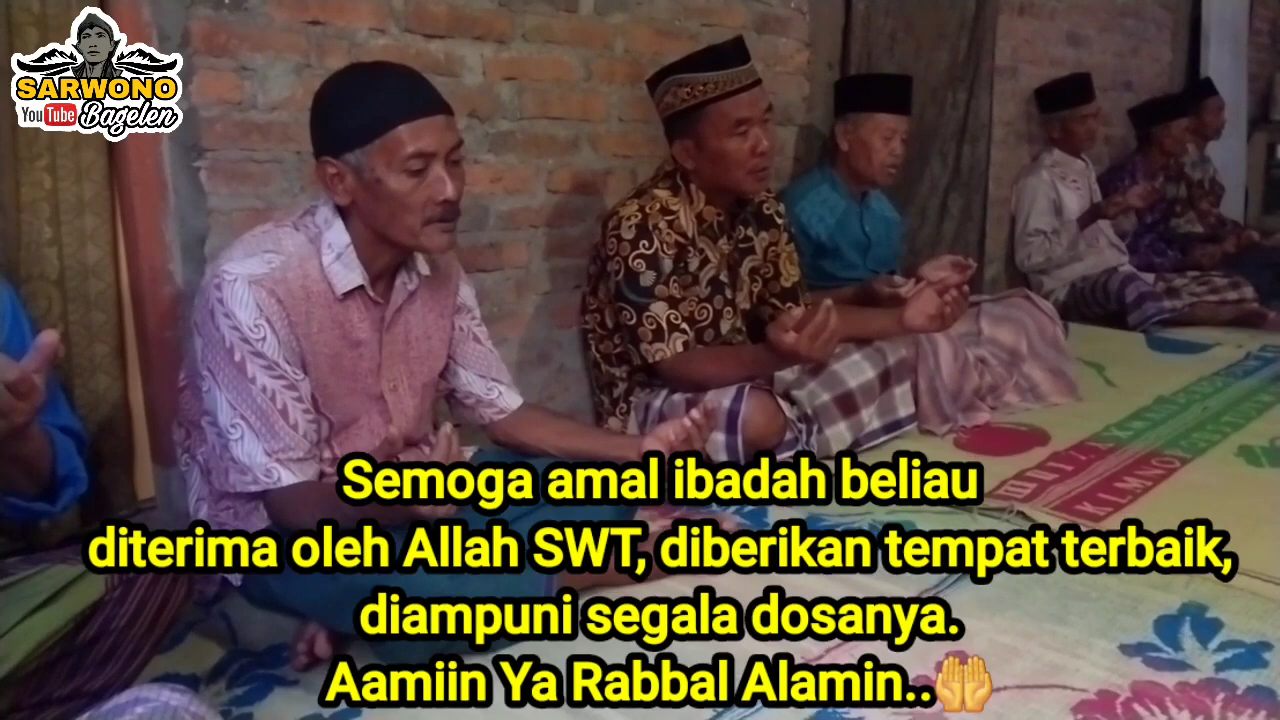 SARWONO
YouTube Bagelen
Semoga amal ibadah beliau
diterima oleh Allah SWT, diberikan tempat terbaik,
diampuni segala dosanya.
Aamiin Ya Rabbal Alamin..🤲